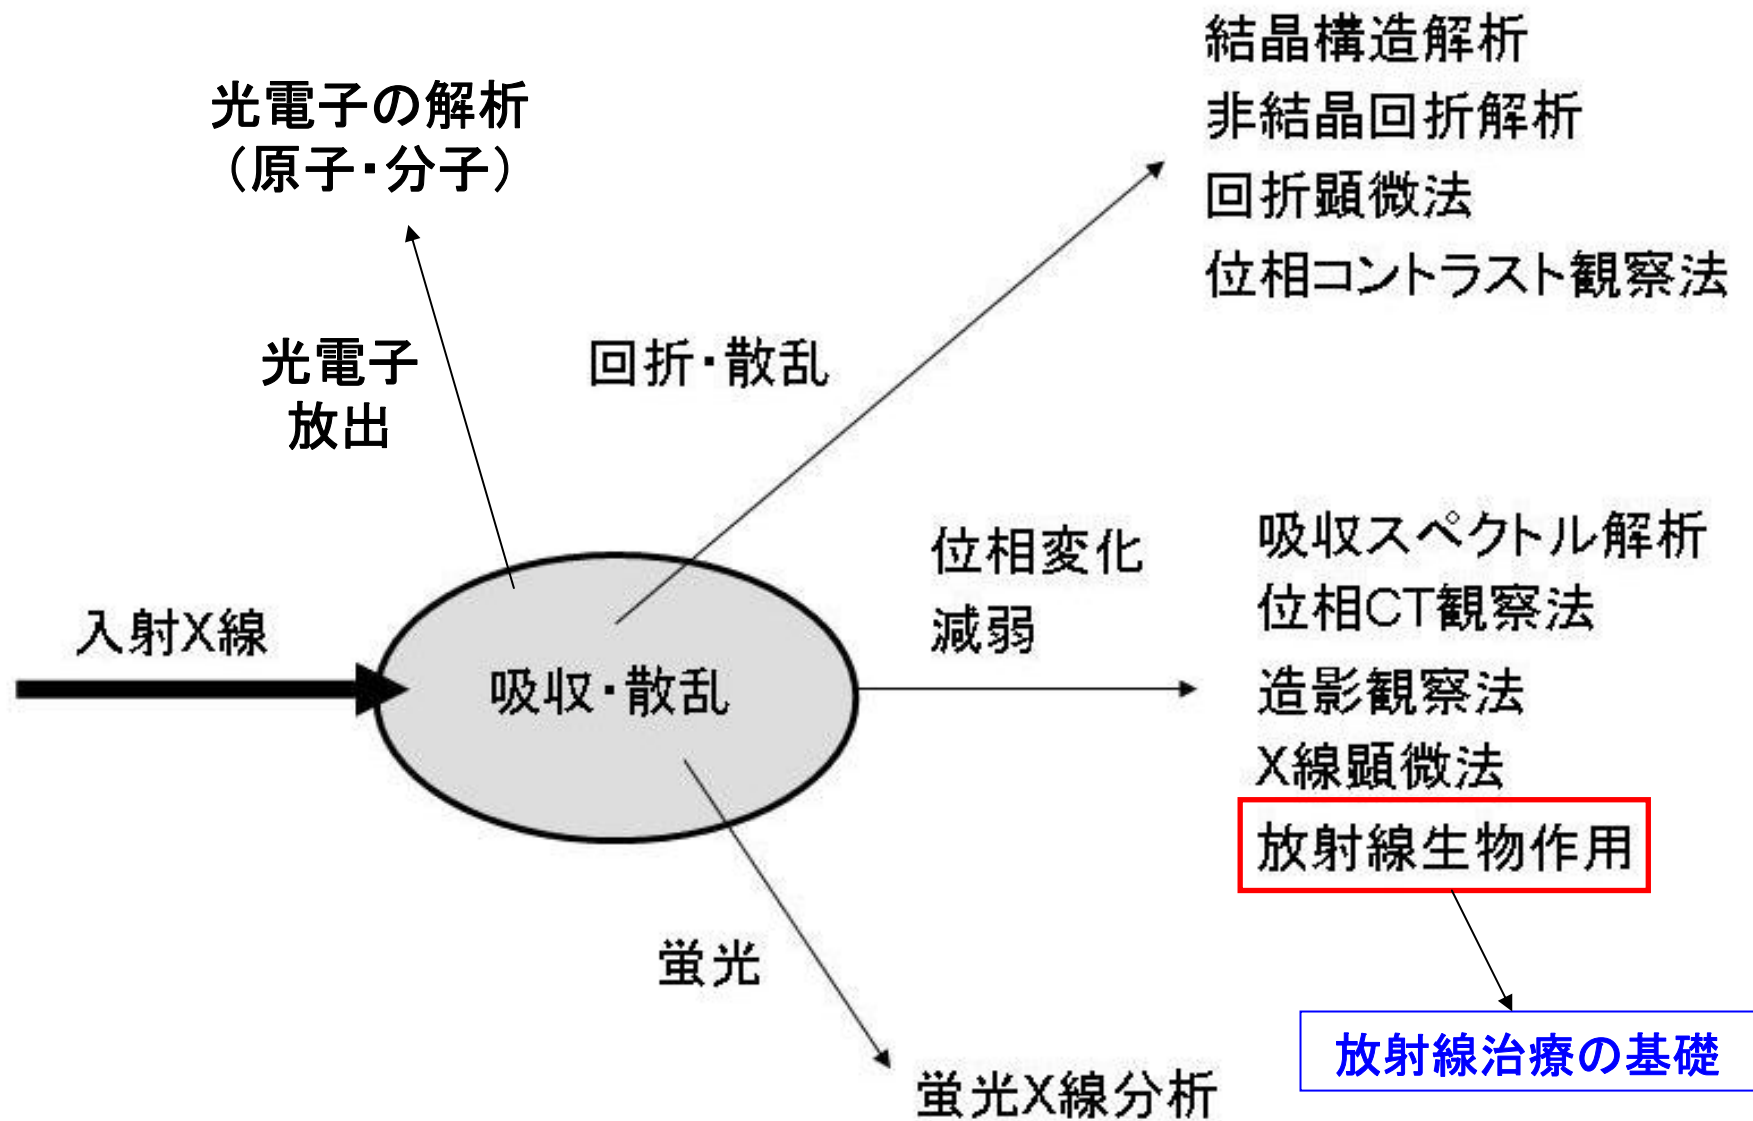 光電子の解析
（原子・分子）
光電子
放出
回折・散乱
結晶構造解析
非結晶回折解析
回折顕微法
位相コントラスト観察法
入射X線
吸収・散乱
位相変化
減弱
吸収スペクトル解析
位相CT観察法
造影観察法
X線顕微法
放射線生物作用
放射線治療の基礎
蛍光
蛍光X線分析